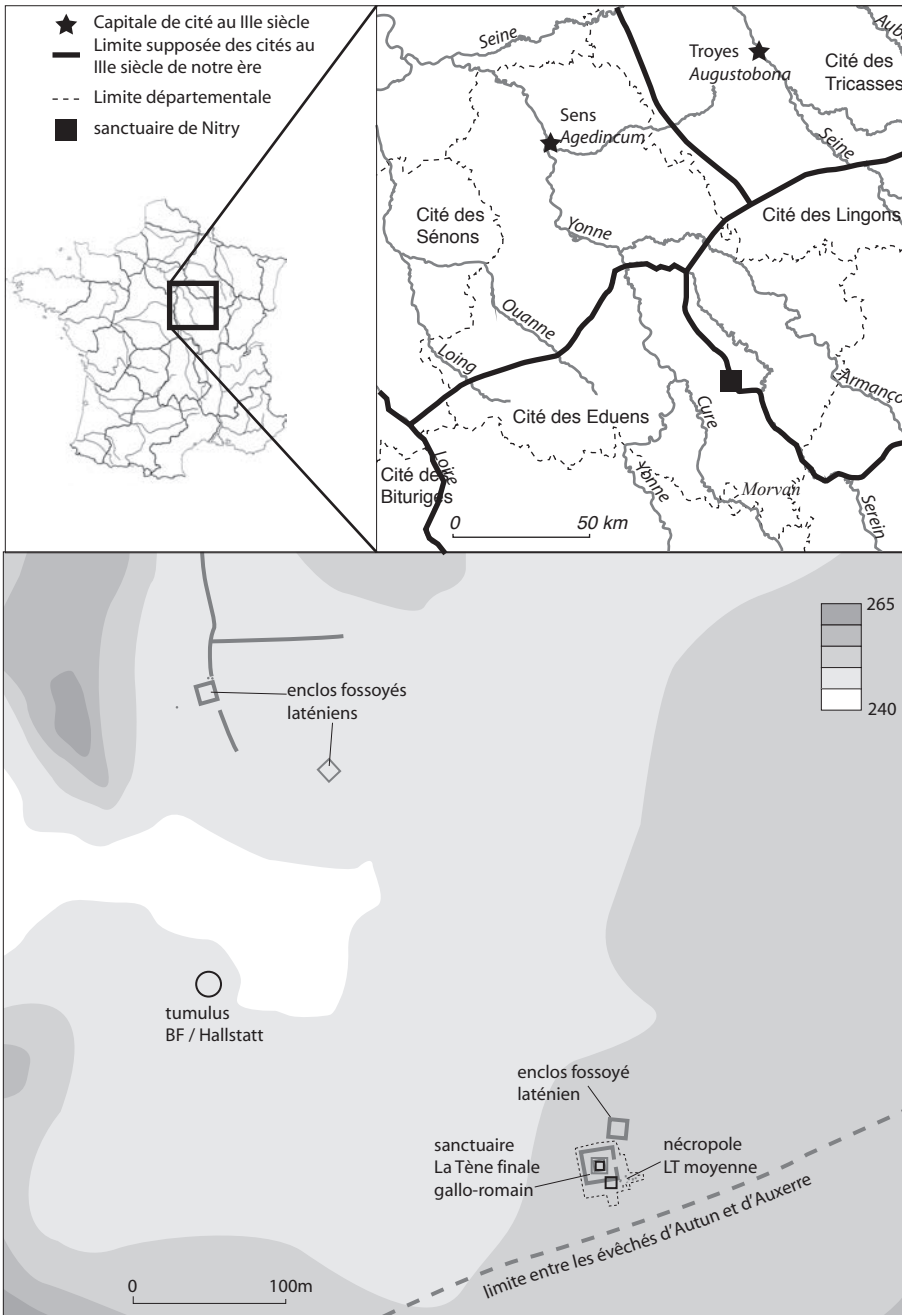 Capitale de cité au IIIe siècle
Limite supposée des cités au
IIIe siècle de notre ère
Limite départementale
sanctuaire de Nitry
Seine
Troyes
Augustobona
Aub
Cité des
Tricasses
Sens
Agedincum
Seine
Cité des
Sénons
Yonne
Cité des Lingons
Ouanne
Loing
Armanço
Cité des Eduens
Cure
Loire
Cité de
Bituriges
Yonne
Morvan
Serein
0 50 km
265
240
enclos fossoyés
laténiens
tumulus
BF / Hallstatt
enclos fossoyé
laténien
sanctuaire
La Tène finale
gallo-romain
nécropole
LT moyenne
limite entre les évêchés d'Autun et d'Auxerre
0 100m